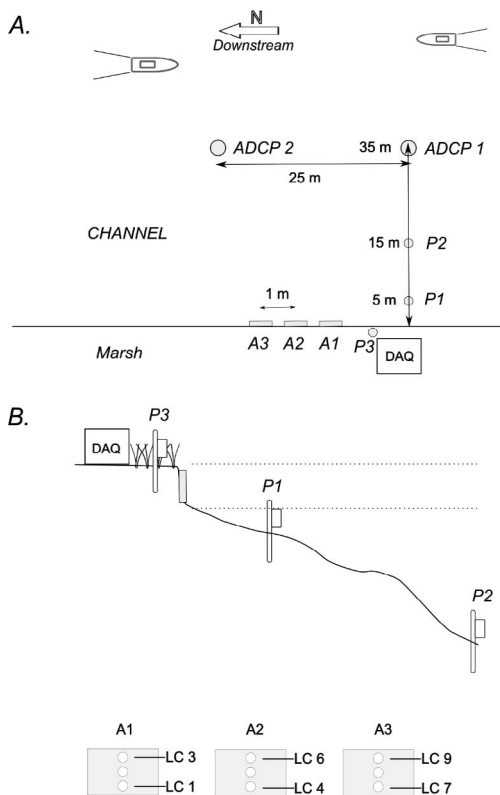 A.
N
Downstream
35 m
ADCP 2
ADCP 1
25 m
CHANNEL
15 m
P2
1 m
5 m
P1
Marsh
A3
A2
A1
P3
DAQ
B.
P3
DAQ
P1
P2
A1
A2
A3
LC 3
LC 6
LC 9
LC 1
LC 4
LC 7